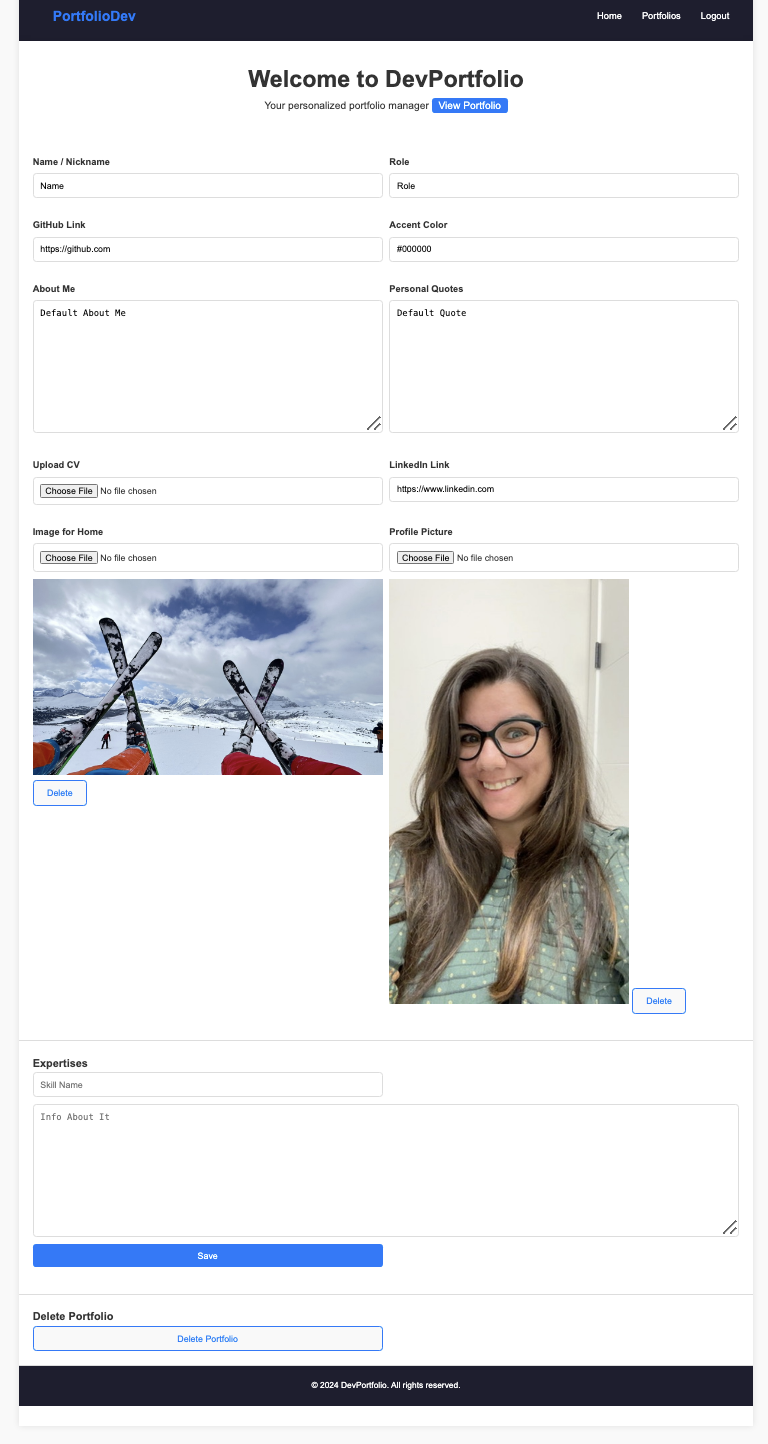 PortfolioDev Home Portfolios Logout
Welcome to DevPortfolio
Your personalized portfolio manager View Portfolio
Name / Nickname Role
Name Role
GitHub Link Accent Color
https://github.com #000000
About Me Personal Quotes
Default About Me Default Quote
Upload CV LinkedIn Link
Choose File No file chosen https://www.linkedin.com
Image for Home Profile Picture
Choose File No file chosen Choose File No file chosen
Delete
Delete
Expertises
Skill Name
Info About It
Save
Delete Portfolio
Delete Portfolio
© 2024 DevPortfolio. All rights reserved.